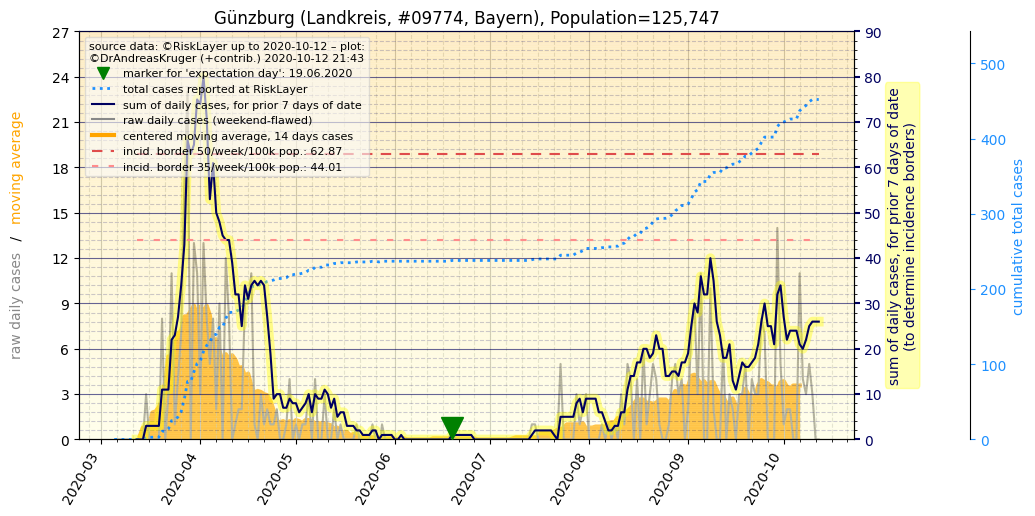 Günzburg (Landkreis, #09774, Bayern), Population=125,747
source data: ©RiskLayer up to 2020-10-12 – plot:
©DrAndreasKruger (+contrib.) 2020-10-12 21:43
marker for 'expectation day': 19.06.2020
total cases reported at RiskLayer
sum of daily cases, for prior 7 days of date
raw daily cases (weekend-flawed)
centered moving average, 14 days cases
incid. border 50/week/100k pop.: 62.87
incid. border 35/week/100k pop.: 44.01
raw daily cases / moving average
27
24
21
18
15
12
9
6
3
0
2020-03
2020-04
2020-05
2020-06
2020-07
2020-08
2020-09
2020-10
90
80
70
60
50
40
30
20
10
0
sum of daily cases, for prior 7 days of date
(to determine incidence borders)
500
400
300
200
100
0
cumulative total cases